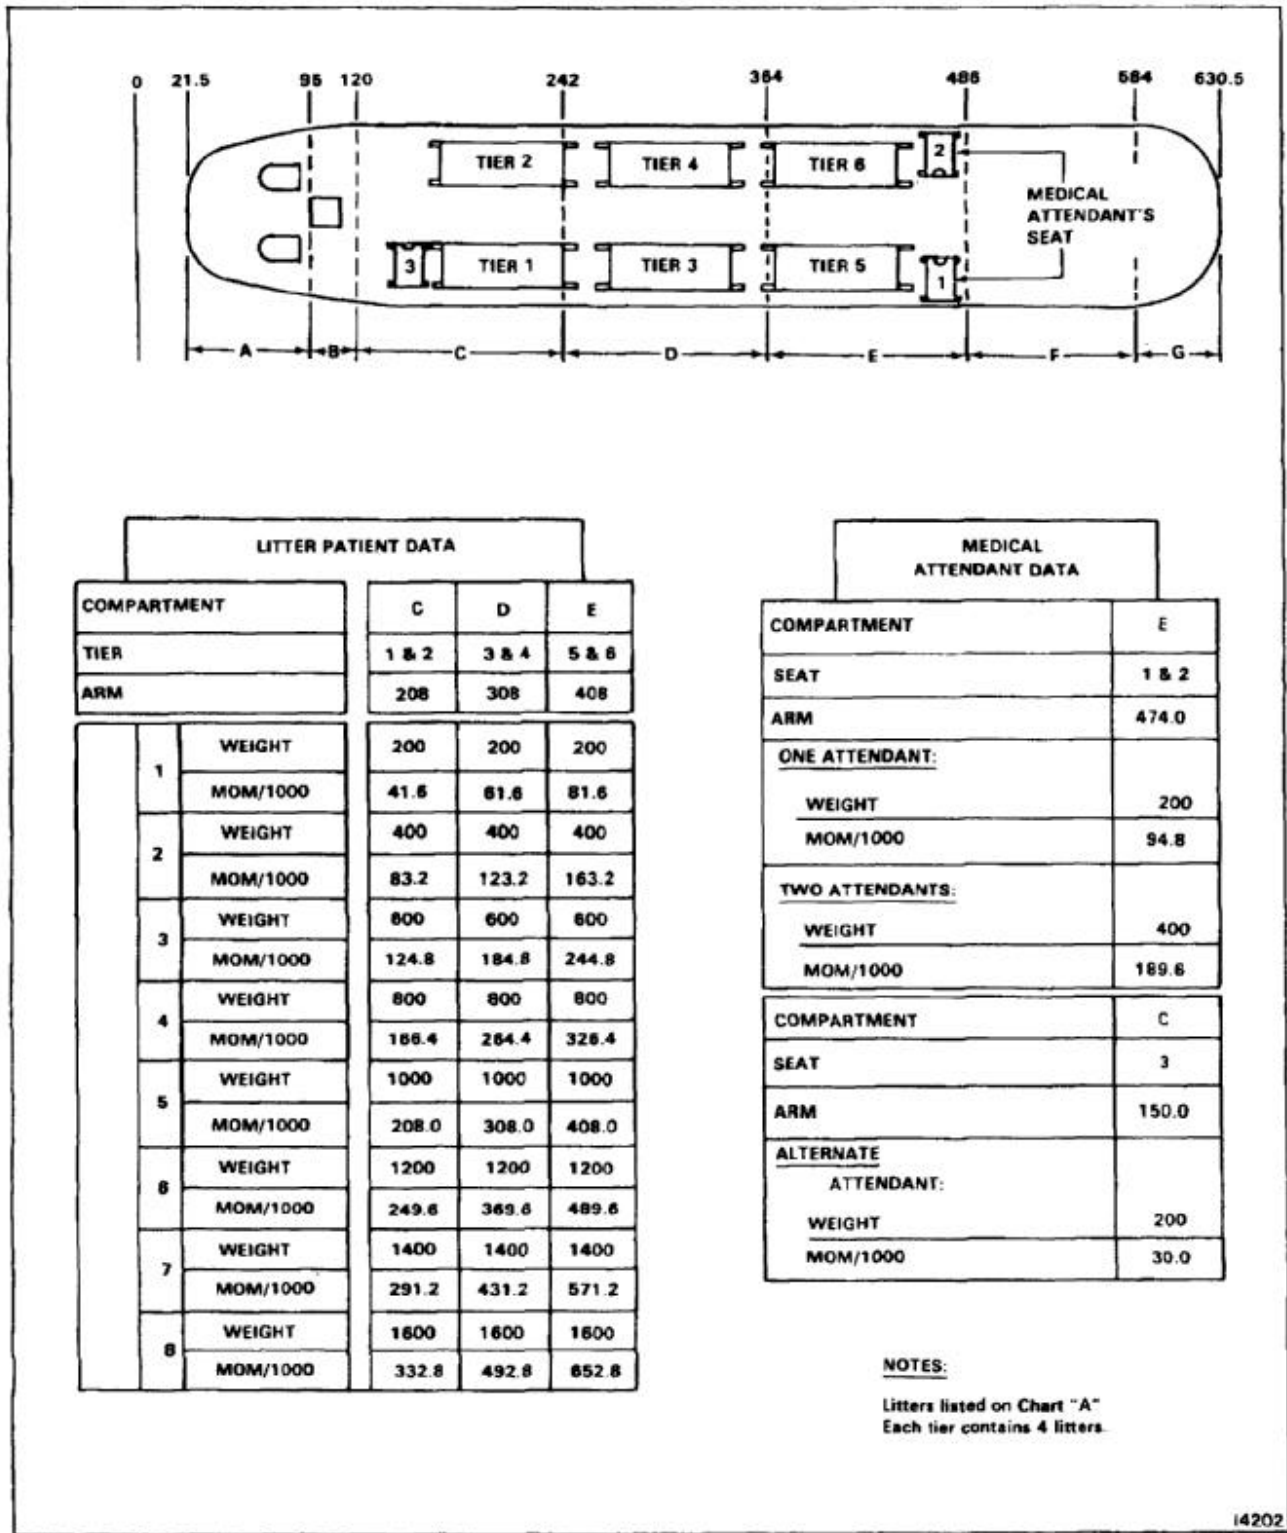 0 21.5 95 120 242 364 486 584 630.5
TIER 2 TIER 4 TIER 6 2
MEDICAL
ATTENDANT'S
SEAT
3 TIER 1 TIER 3 TIER 5 1
A B C D E F G
LITTER PATIENT DATA
COMPARTMENT C D E
TIER 1 & 2 3 & 4 5 & 6
ARM 208 308 408
1 WEIGHT 200 200 200
MOM/1000 41.6 61.6 81.6
2 WEIGHT 400 400 400
MOM/1000 83.2 123.2 163.2
3 WEIGHT 600 600 600
MOM/1000 124.8 184.8 244.8
4 WEIGHT 800 800 800
MOM/1000 166.4 264.4 326.4
5 WEIGHT 1000 1000 1000
MOM/1000 208.0 308.0 408.0
6 WEIGHT 1200 1200 1200
MOM/1000 249.6 369.6 489.6
7 WEIGHT 1400 1400 1400
MOM/1000 291.2 431.2 571.2
8 WEIGHT 1600 1600 1600
MOM/1000 332.8 492.8 652.8
MEDICAL
ATTENDANT DATA
COMPARTMENT E
SEAT 1 & 2
ARM 474.0
ONE ATTENDANT:
WEIGHT 200
MOM/1000 94.8
TWO ATTENDANTS:
WEIGHT 400
MOM/1000 189.6
COMPARTMENT C
SEAT 3
ARM 150.0
ALTERNATE
ATTENDANT:
WEIGHT 200
MOM/1000 30.0
NOTES:
Litters listed on Chart "A"
Each tier contains 4 litters.
14202